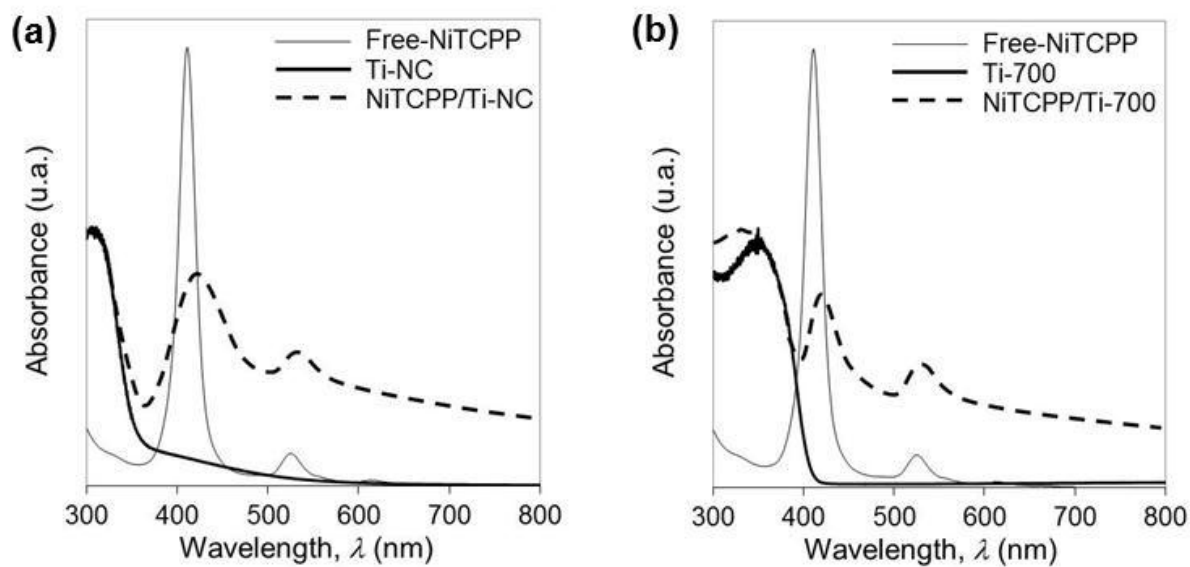 (a)
Free-NiTCPP
Ti-NC
NiTCPP/Ti-NC
Absorbance (u.a.)
300 400 500 600 700 800
Wavelength, λ (nm)
(b)
Free-NiTCPP
Ti-700
NiTCPP/Ti-700
Absorbance (u.a.)
300 400 500 600 700 800
Wavelength, λ (nm)